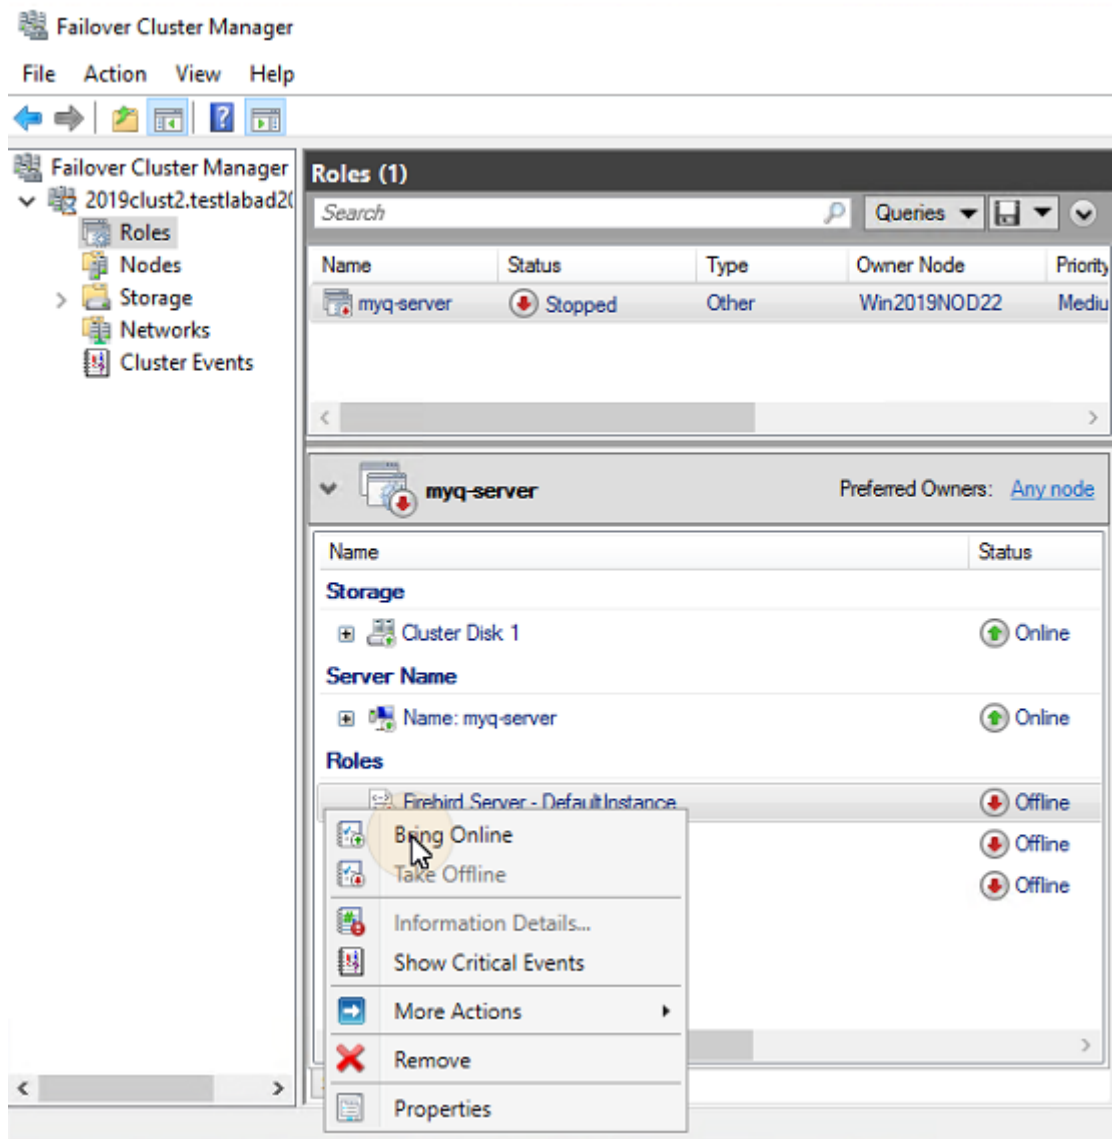 Failover Cluster Manager
File Action View Help
Failover Cluster Manager
2019clust2.testlabad2(
Roles
Nodes
Storage
Networks
Cluster Events
Roles (1)
Search Queries
Name Status Type Owner Node Priority
myq-server Stopped Other Win2019NOD22 Mediu
myq-server Preferred Owners: Any node
Name Status
Storage
Cluster Disk 1 Online
Server Name
Name: myq-server Online
Roles
Firebird Server - DefaultInstance Offline
Offline
Offline
Bring Online
Take Offline
Information Details...
Show Critical Events
More Actions
Remove
Properties